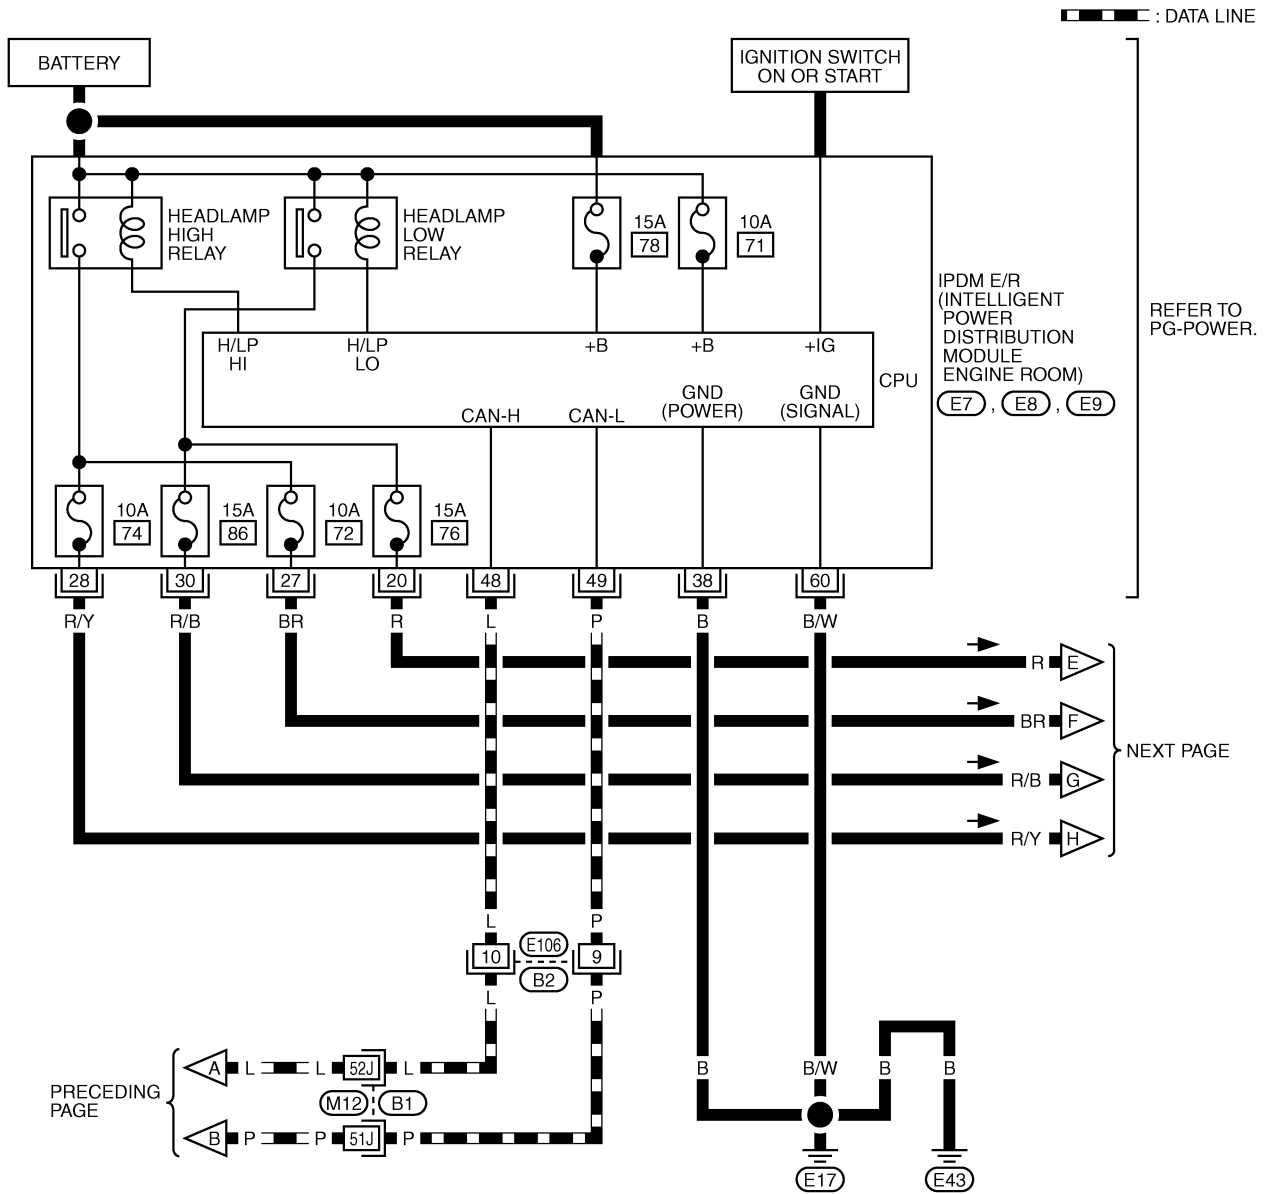 : DATA LINE
BATTERY
IGNITION SWITCH
ON OR START
HEADLAMP
HIGH
RELAY
HEADLAMP
LOW
RELAY
15A
78
10A
71
IPDM E/R
(INTELLIGENT
POWER
DISTRIBUTION
MODULE
ENGINE ROOM)
E7 , E8 , E9
REFER TO
PG-POWER.
H/LP
HI
H/LP
LO
+B
+B
+IG
CPU
CAN-H
CAN-L
GND
(POWER)
GND
(SIGNAL)
10A
74
15A
86
10A
72
15A
76
28 30 27 20 48 49 38 60
R/Y R/B BR R L P B B/W
R E
BR F
R/B G
R/Y H
NEXT PAGE
L P
10 E106 9
B2
L P
PRECEDING
PAGE
A L L 52J L
M12 B1
B P P 51J P
B B/W B B
E17 E43